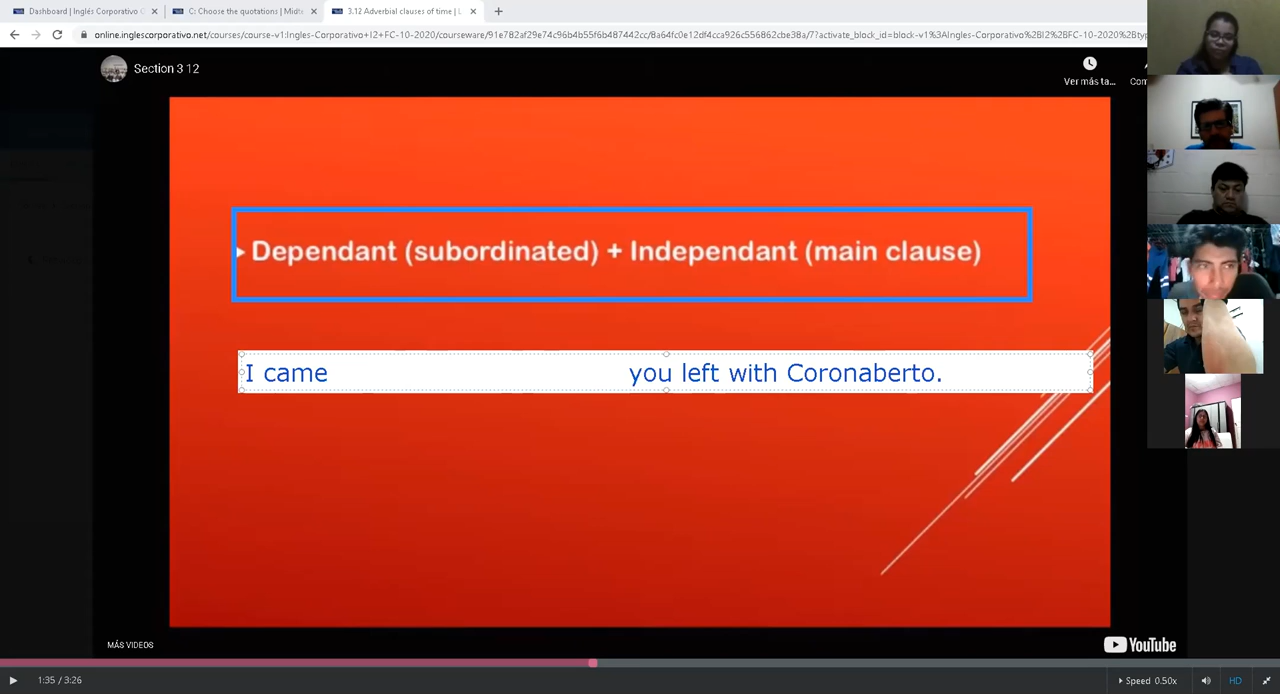 Dashboard | Inglés Corporativo
C: Choose the quotations | Midt
3.12 Adverbial clauses of time | L
online.inglescorporativo.net/courses/course-v1:Ingles-Corporativo+I2+FC-10-2020/courseware/91e782af29e74c96b4b55f6b487442cc/8a64fc0e12df4cca926c556862cbe38a/7?activate_block_id=block-v1%3AIngles-Corporativo%2BI2%2BFC-10-2020%2Bty
Section 3 12
Ver más ta...
Dependant (subordinated) + Independant (main clause)
I came you left with Coronaberto.
MÁS VIDEOS
YouTube
1:35 / 3:26
Speed 0.50x
HD